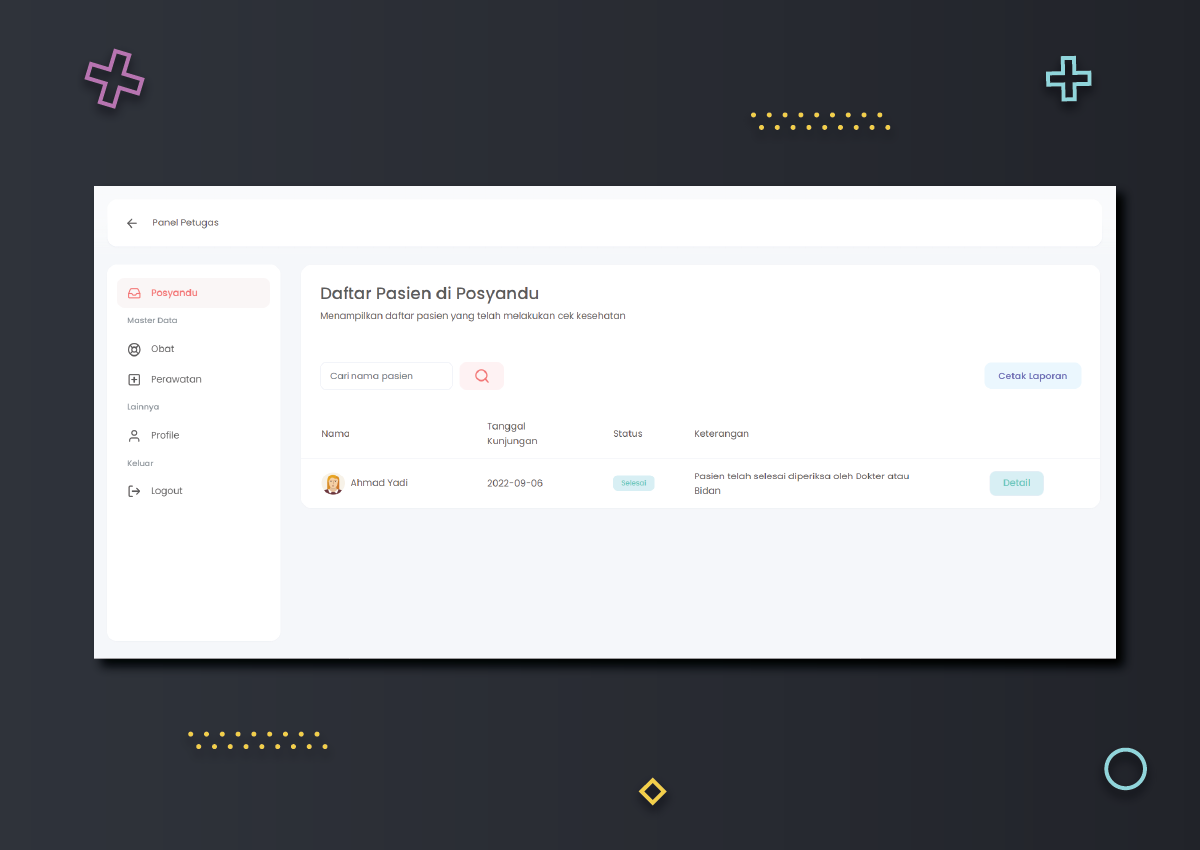 Panel Petugas
Posyandu
Master Data
Obat
Perawatan
Lainnya
Profile
Keluar
Logout
Daftar Pasien di Posyandu
Menampilkan daftar pasien yang telah melakukan cek kesehatan
Cari nama pasien
Cetak Laporan
Nama
Tanggal
Kunjungan
Status
Keterangan
Ahmad Yadi
2022-09-06
Selesai
Pasien telah selesai diperiksa oleh Dokter atau
Bidan
Detail